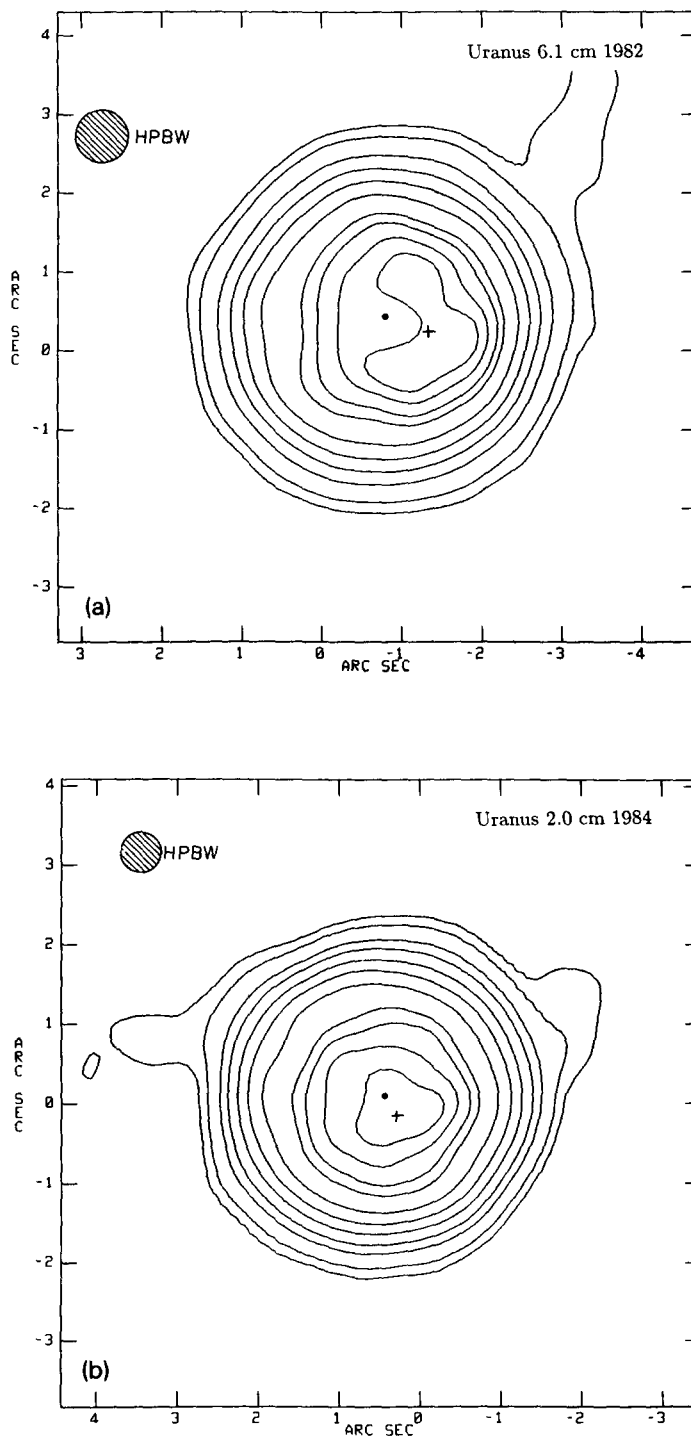 Uranus 6.1 cm 1982
4
3
HPBW
2
1
ARC SEC
0
-1
-2
-3
(a)
3 2 1 0 -1 -2 -3 -4
ARC SEC
Uranus 2.0 cm 1984
4
3
HPBW
2
1
ARC SEC
0
-1
-2
-3
(b)
4 3 2 1 0 -1 -2 -3
ARC SEC